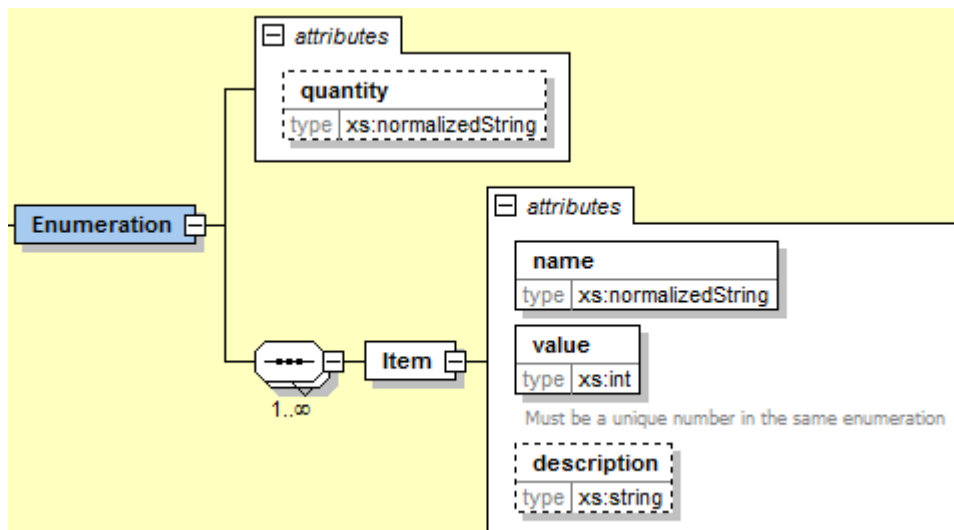 attributes
quantity
type xs:normalizedString
Enumeration
attributes
name
type xs:normalizedString
value
type xs:int
Must be a unique number in the same enumeration
Item
1..∞
description
type xs:string